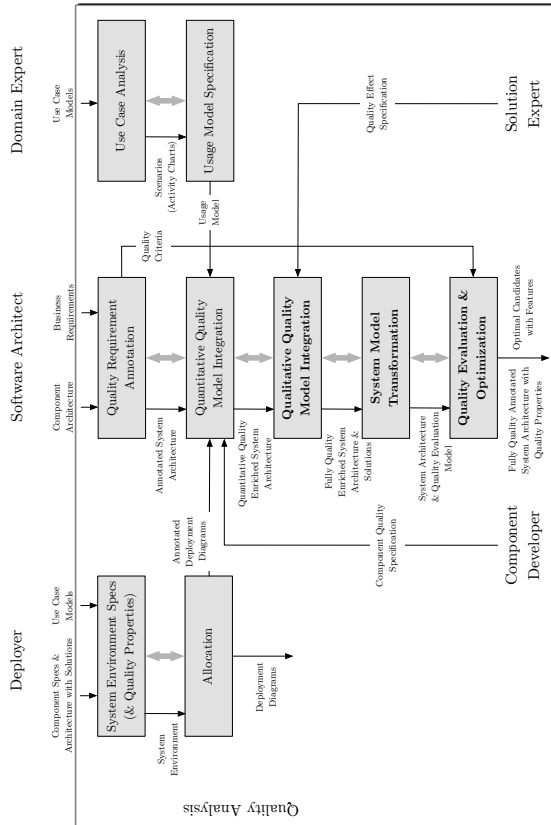 Quality Analysis
Deployer
Component Specs &
Architecture with Solutions
Use Case
Models
System Environment Specs
(& Quality Properties)
System
Environment
Allocation
Annotated
Deployment
Diagrams
Deployment
Diagrams
Software Architect
Component
Architecture
Business
Requirements
Quality Requirement
Annotation
Quality
Criteria
Annotated System
Architecture
Quantitative Quality
Model Integration
Quantitative Quality
Enriched System
Architecture
Qualitative Quality
Model Integration
Fully Quality
Enriched System
Architecture &
Solutions
System Model
Transformation
System Architecture
& Quality Evaluation
Model
Quality Evaluation &
Optimization
Fully Quality Annotated
System Architecture with
Quality Properties
Optimal Candidates
with Features
Domain Expert
Use Case
Models
Use Case Analysis
Scenarios
(Activity Charts)
Usage Model Specification
Usage
Model
Component Quality
Specification
Component
Developer
Quality Effect
Specification
Solution
Expert